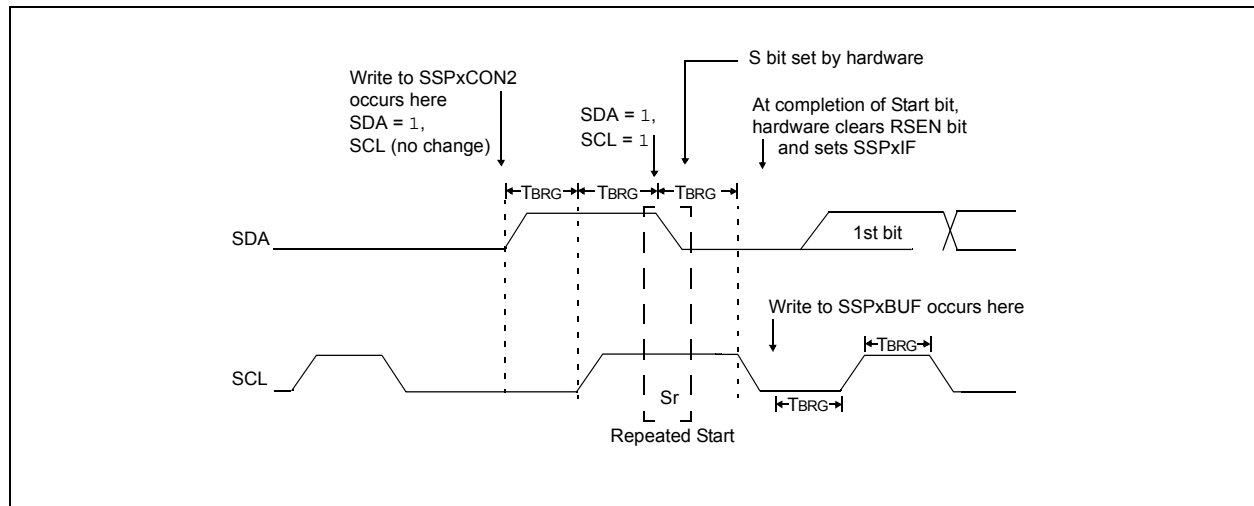 S bit set by hardware
Write to SSPxCON2
occurs here
SDA = 1,
SCL (no change)
SDA = 1,
SCL = 1
At completion of Start bit,
hardware clears RSEN bit
and sets SSPxIF
TBRG
TBRG
TBRG
SDA
1st bit
Write to SSPxBUF occurs here
TBRG
SCL
Sr
TBRG
Repeated Start